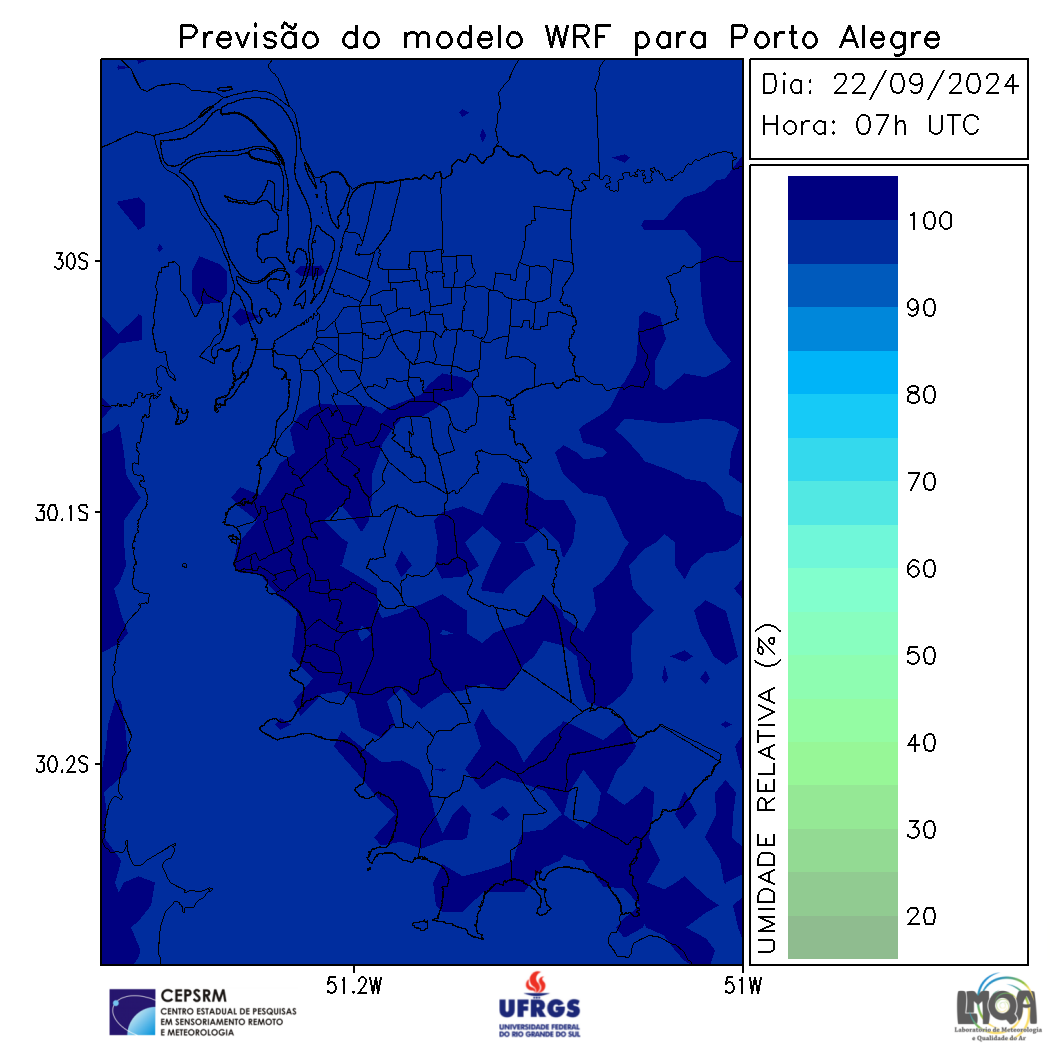 Previsão do modelo WRF para Porto Alegre
Dia: 22/09/2024
Hora: 07h UTC
30S
30.1S
30.2S
51.2W
51W
100
90
80
70
60
50
40
30
20
UMIDADE RELATIVA (%)
CEPSRM
CENTRO ESTADUAL DE PESQUISAS
EM SENSORIAMENTO REMOTO
E METEOROLOGIA
UFRGS
UNIVERSIDADE FEDERAL
DO RIO GRANDE DO SUL
LMQA
Laboratório de Meteorologia
e Qualidade do Ar